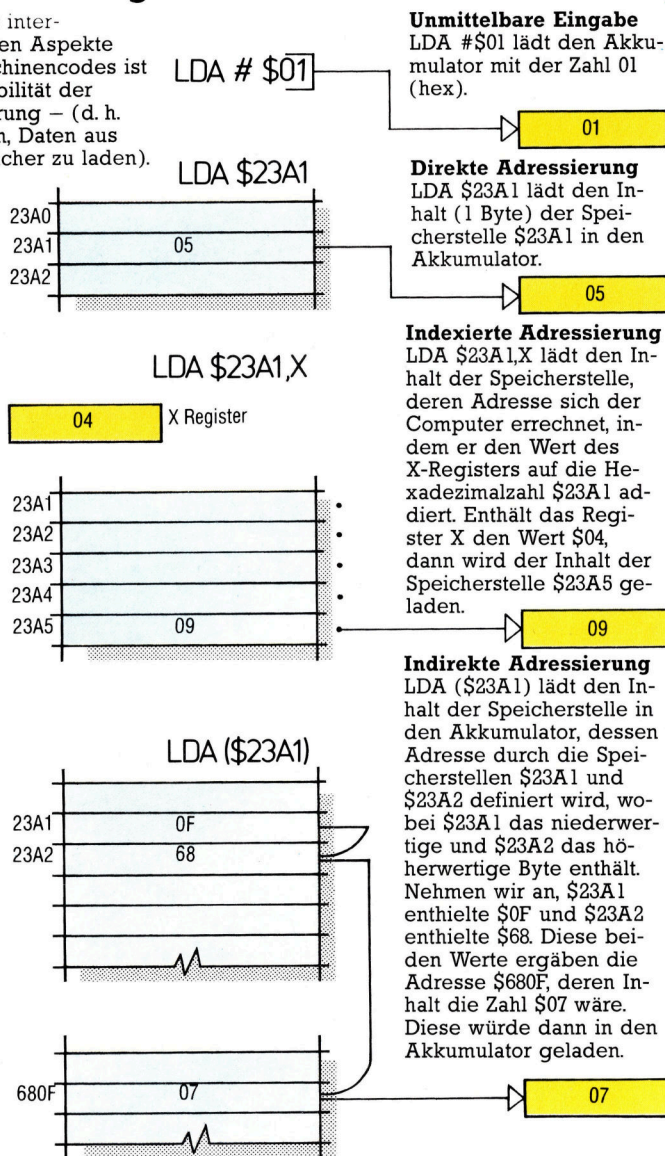 inter-
en Aspekte
chinencodes ist
bilität der
rung – (d. h.
n, Daten aus
cher zu laden).
LDA # $01
Unmittelbare Eingabe
LDA #$01 lädt den Akku-
mulator mit der Zahl 01
(hex).
01
LDA $23A1
23A0
23A1 05
23A2
Direkte Adressierung
LDA $23A1 lädt den In-
halt (1 Byte) der Spei-
cherstelle $23A1 in den
Akkumulator.
05
LDA $23A1,X
04 X Register
23A1
23A2
23A3
23A4
23A5 09
Indexierte Adressierung
LDA $23A1,X lädt den In-
halt der Speicherstelle,
deren Adresse sich der
Computer errechnet, in-
dem er den Wert des
X-Registers auf die He-
xadezimalzahl $23A1 ad-
diert. Enthält das Regi-
ster X den Wert $04,
dann wird der Inhalt der
Speicherstelle $23A5 ge-
laden.
09
LDA ($23A1)
23A1 0F
23A2 68
680F 07
Indirekte Adressierung
LDA ($23A1) lädt den In-
halt der Speicherstelle in
den Akkumulator, dessen
Adresse durch die Spei-
cherstellen $23A1 und
$23A2 definiert wird, wo-
bei $23A1 das niederwer-
tige und $23A2 das hö-
herwertige Byte enthält.
Nehmen wir an, $23A1
enthielte $0F und $23A2
enthielte $68. Diese bei-
den Werte ergäben die
Adresse $680F, deren In-
halt die Zahl $07 wäre.
Diese würde dann in den
Akkumulator geladen.
07